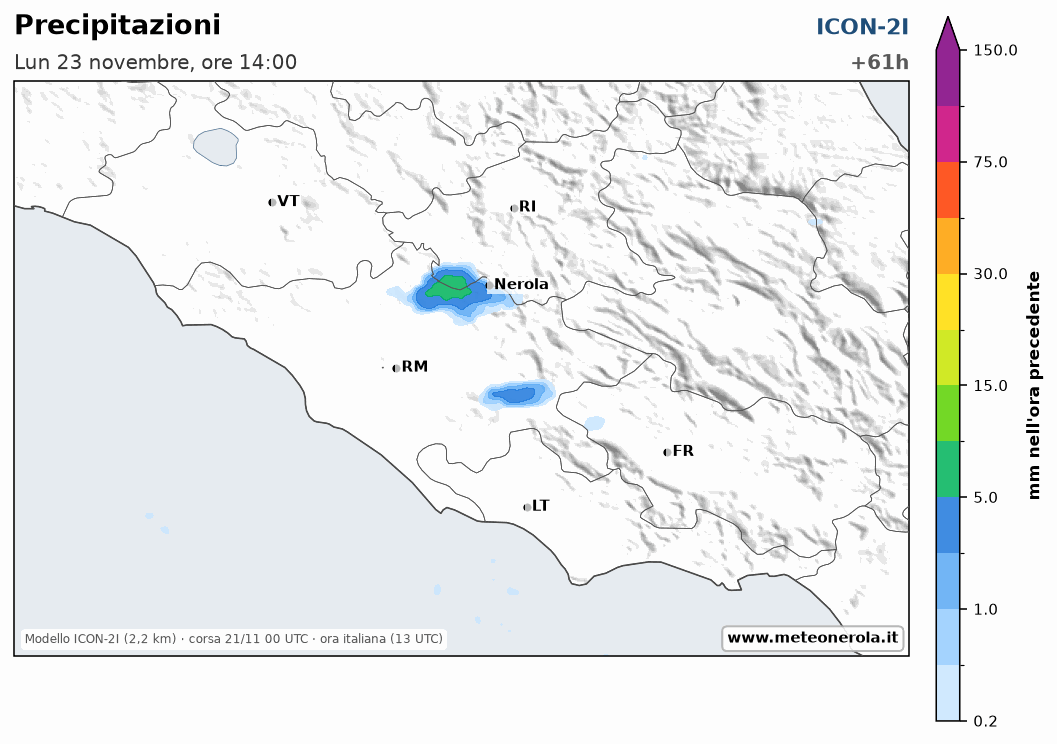 Precipitazioni
ICON-2I
Lun 23 novembre, ore 14:00
+61h
150.0
75.0
30.0
15.0
5.0
1.0
0.2
mm nell'ora precedente
VT
RI
Nerola
RM
FR
LT
Modello ICON-2I (2,2 km) · corsa 21/11 00 UTC · ora italiana (13 UTC)
www.meteonerola.it